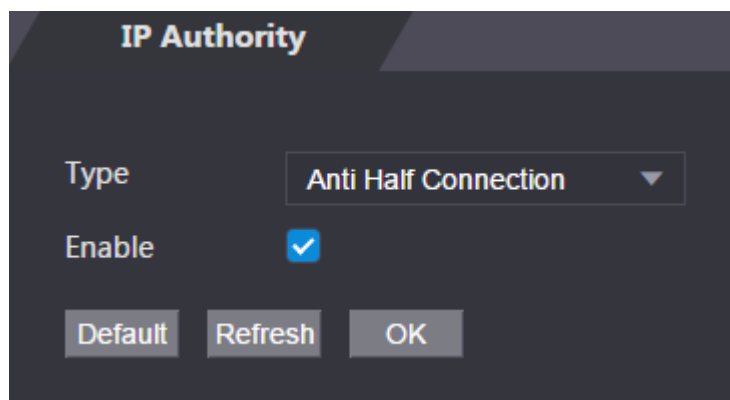 IP Authority
Type Anti Half Connection
Enable
Default Refresh OK